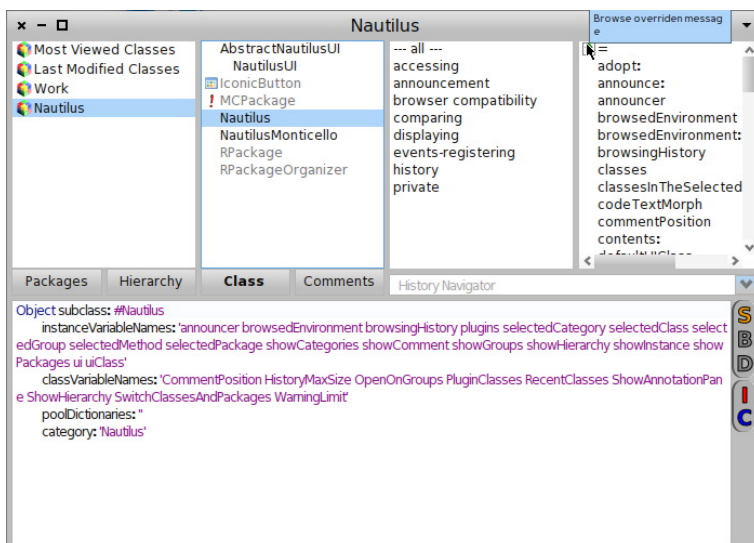 Nautilus
Browse overriden messag
e
Most Viewed Classes
Last Modified Classes
Work
Nautilus
AbstractNautilusUI
NautilusUI
IconicButton
MCPackage
Nautilus
NautilusMonticello
RPackage
RPackageOrganizer
--- all ---
accessing
announcement
browser compatibility
comparing
displaying
events-registering
history
private
=
adopt:
announce:
announcer
browsedEnvironment
browsedEnvironment:
browsingHistory
classes
classesInTheSelected
codeTextMorph
commentPosition
contents:
defaultUIClass
Packages
Hierarchy
Class
Comments
History Navigator
Object subclass: #Nautilus
instanceVariableNames: 'announcer browsedEnvironment browsingHistory plugins selectedCategory selectedClass select
edGroup selectedMethod selectedPackage showCategories showComment showGroups showHierarchy showInstance show
Packages ui uiClass'
classVariableNames: 'CommentPosition HistoryMaxSize OpenOnGroups PluginClasses RecentClasses ShowAnnotationPan
e ShowHierarchy SwitchClassesAndPackages WarningLimit'
poolDictionaries: ''
category: 'Nautilus'
S
B
D
I
C